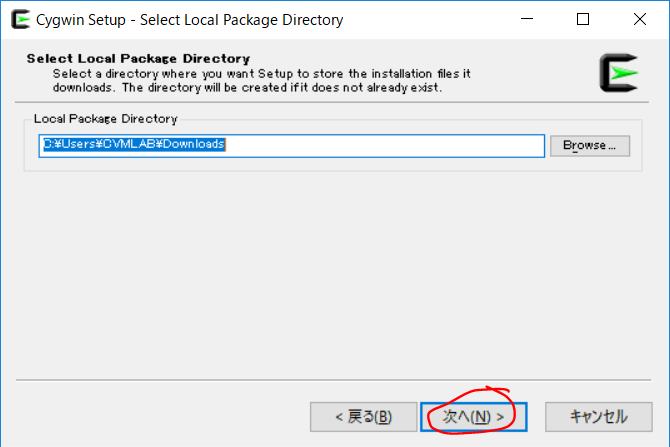 Cygwin Setup - Select Local Package Directory
Select Local Package Directory
Select a directory where you want Setup to store the installation files it
downloads. The directory will be created if it does not already exist.
Local Package Directory
C:¥Users¥CVMLAB¥Downloads
Browse...
< 戻る(B)
次へ(N) >
キャンセル